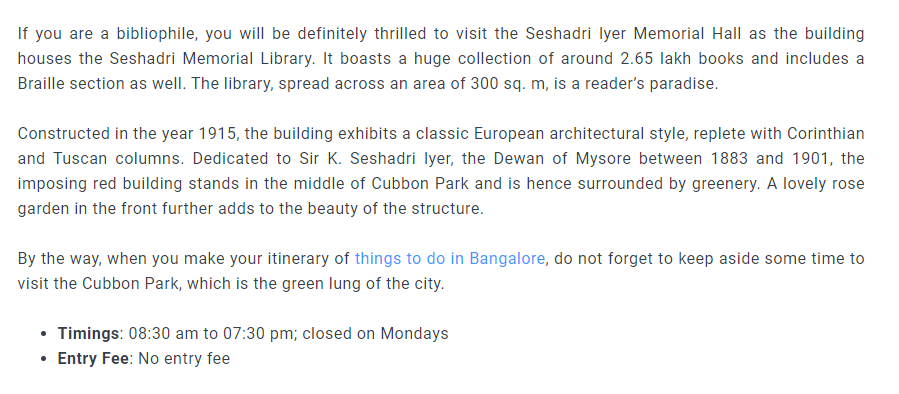 If you are a bibliophile, you will be definitely thrilled to visit the Seshadri Iyer Memorial Hall as the building
houses the Seshadri Memorial Library. It boasts a huge collection of around 2.65 lakh books and includes a
Braille section as well. The library, spread across an area of 300 sq. m, is a reader’s paradise.
Constructed in the year 1915, the building exhibits a classic European architectural style, replete with Corinthian
and Tuscan columns. Dedicated to Sir K. Seshadri Iyer, the Dewan of Mysore between 1883 and 1901, the
imposing red building stands in the middle of Cubbon Park and is hence surrounded by greenery. A lovely rose
garden in the front further adds to the beauty of the structure.
By the way, when you make your itinerary of things to do in Bangalore, do not forget to keep aside some time to
visit the Cubbon Park, which is the green lung of the city.
• Timings: 08:30 am to 07:30 pm; closed on Mondays
• Entry Fee: No entry fee